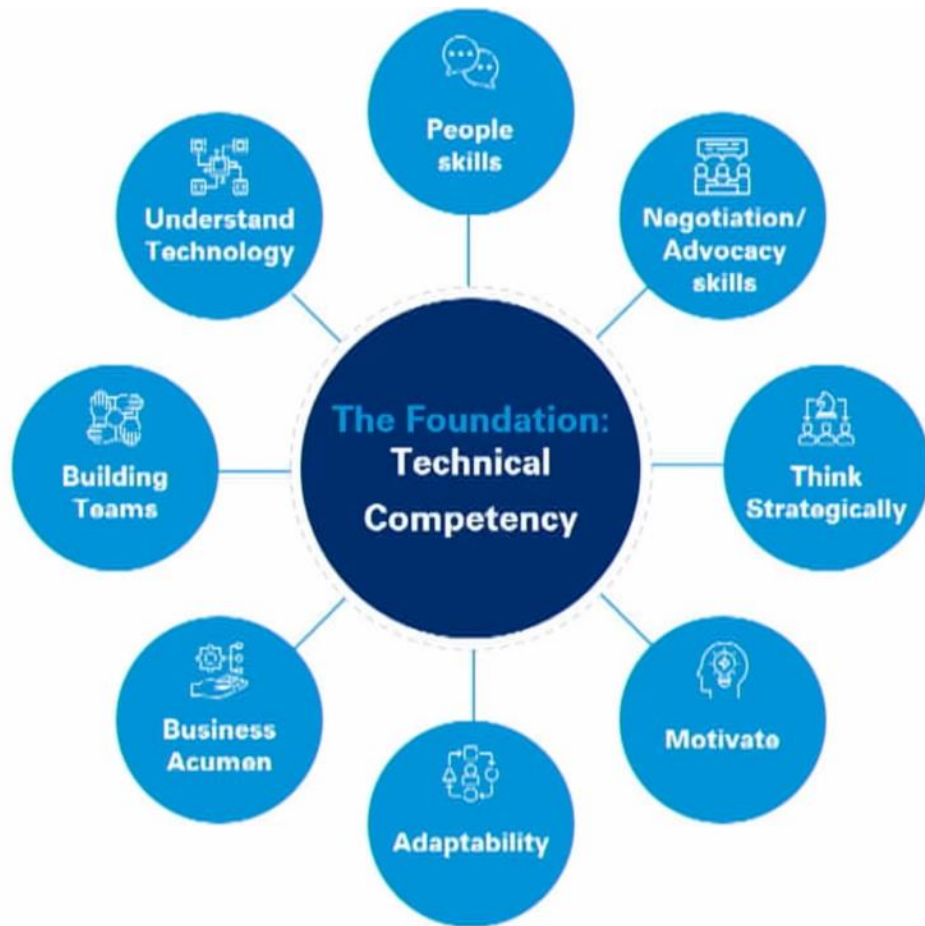 People
skills
Negotiation/
Advocacy
skills
Think
Strategically
Motivate
Adaptability
Business
Acumen
Building
Teams
Understand
Technology
The Foundation:
Technical
Competency